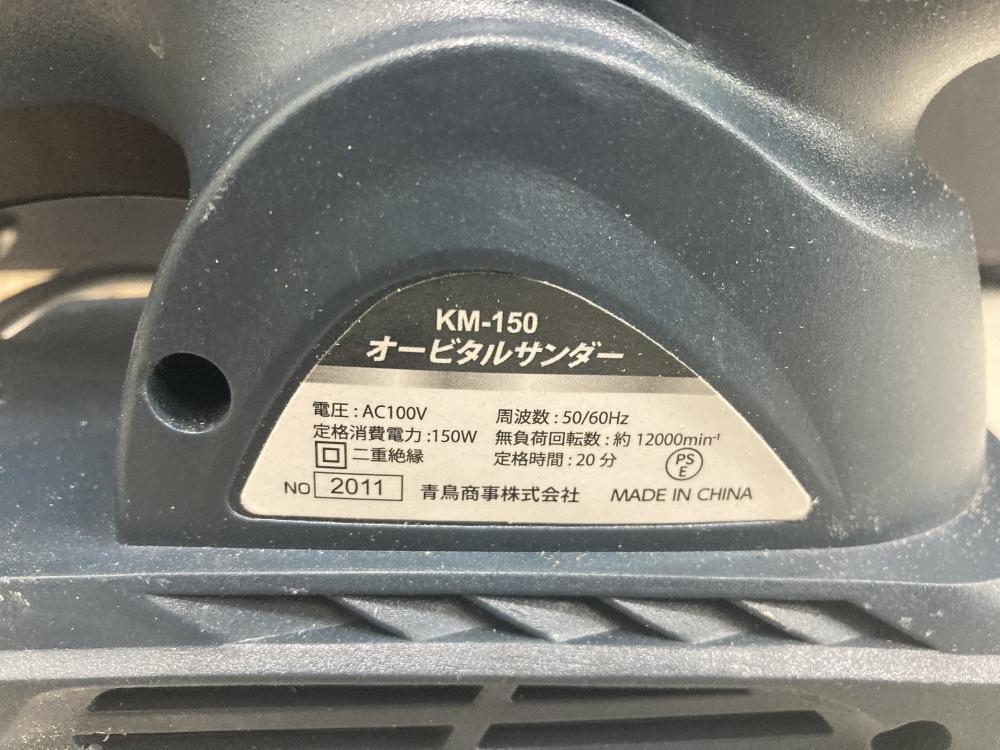 KM-150
オービタルサンダー
電圧 : AC100V 周波数 : 50/60Hz
定格消費電力 : 150W 無負荷回転数 : 約 12000min⁻¹
二重絶縁 定格時間 : 20 分 PSE
NO 2011 青鳥商事株式会社 MADE IN CHINA